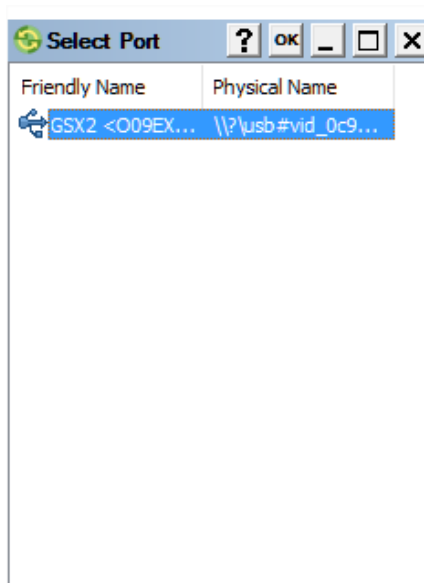 Select Port ? OK
Friendly Name Physical Name
GSX2 <O09EX... \\?\usb#vid_0c9...